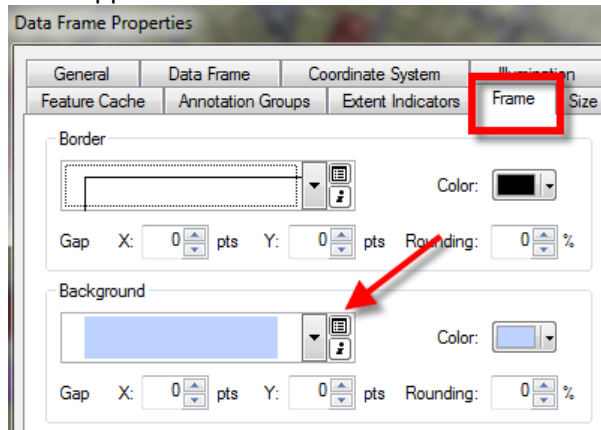 Data Frame Properties
General Data Frame Coordinate System Illumination
Feature Cache Annotation Groups Extent Indicators Frame Size
Border
Color:
Gap X: 0 pts Y: 0 pts Rounding: 0 %
Background
Color:
Gap X: 0 pts Y: 0 pts Rounding: 0 %